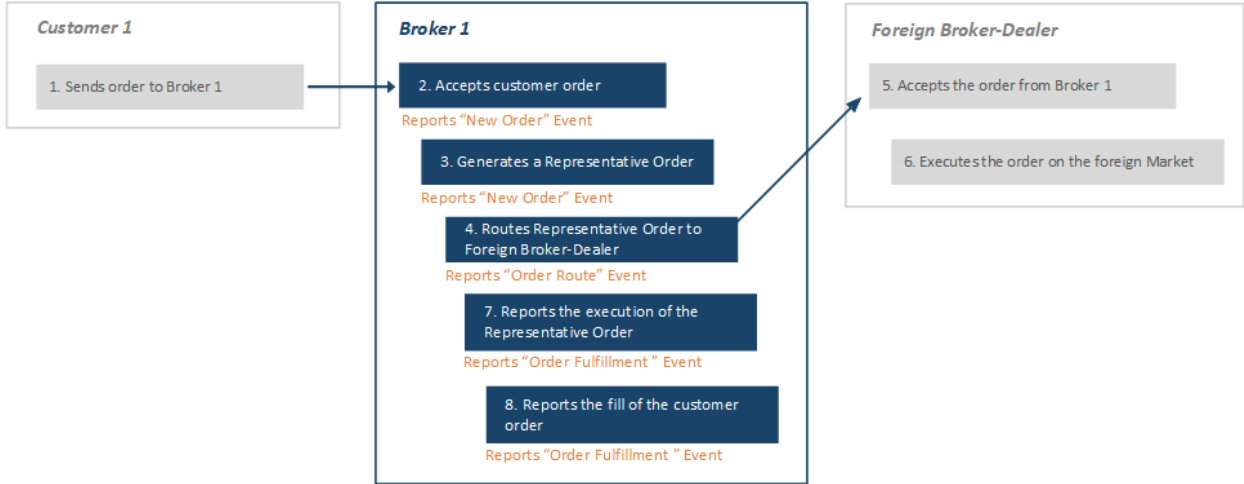 Customer 1
1. Sends order to Broker 1
Broker 1
2. Accepts customer order
Reports “New Order” Event
3. Generates a Representative Order
Reports “New Order” Event
4. Routes Representative Order to
Foreign Broker-Dealer
Reports “Order Route” Event
7. Reports the execution of the
Representative Order
Reports “Order Fulfillment ” Event
8. Reports the fill of the customer
order
Reports “Order Fulfillment ” Event
Foreign Broker-Dealer
5. Accepts the order from Broker 1
6. Executes the order on the foreign Market